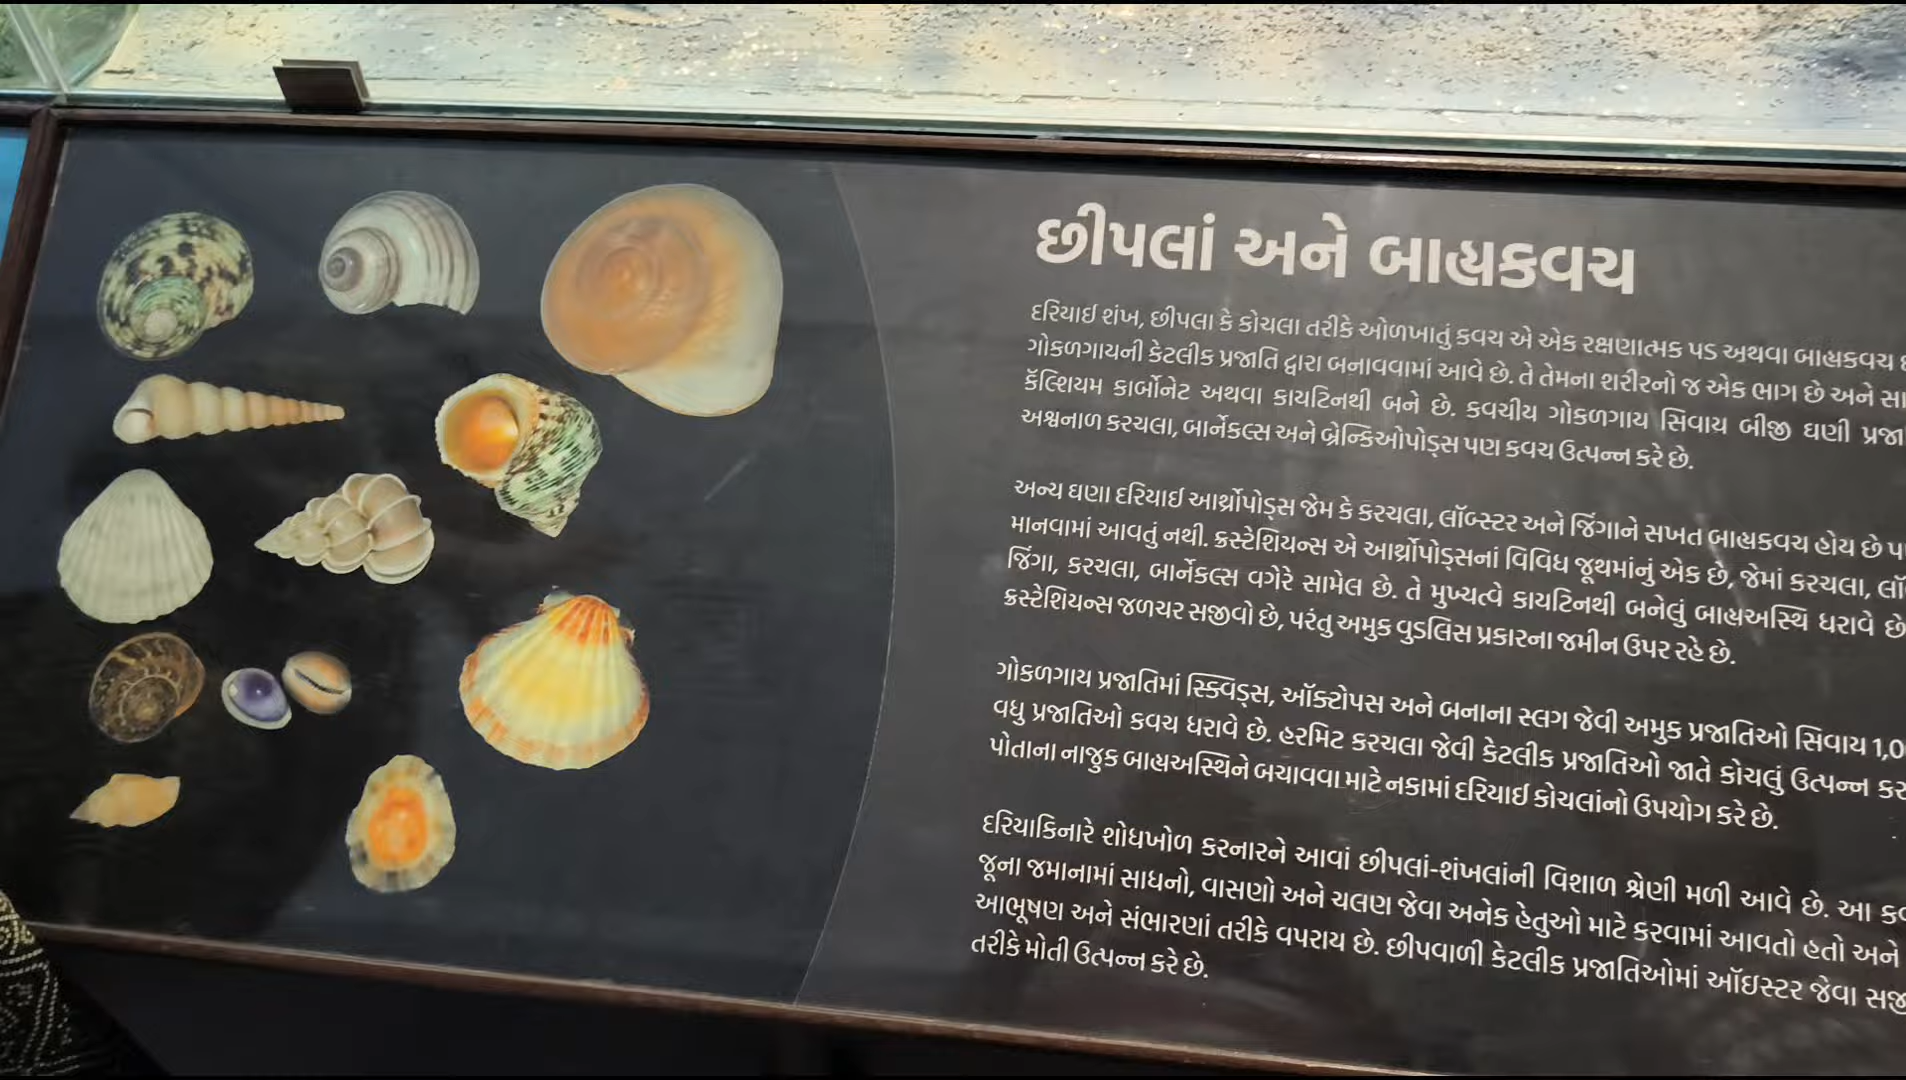 છીપલાં અને બાહ્યકવચ
દરિયાઈ શંખ, છીપલા કે કોચલા તરીકે ઓળખાતું કવચ એ એક રક્ષણાત્મક પડ અથવા બાહ્યકવચ
ગોકળગાયની કેટલીક પ્રજાતિ દ્વારા બનાવવામાં આવે છે. તે તેમના શરીરનો જ એક ભાગ છે અને
કૅલ્શિયમ કાર્બોનેટ અથવા કાયટિનથી બને છે. કવચીય ગોકળગાય સિવાય બીજી ઘણી
અશ્વનાળ કરચલા, બાર્નેકલ્સ અને બ્રેન્કિઓપોડ્સ પણ કવચ ઉત્પન્ન કરે છે.
અન્ય ઘણા દરિયાઈ આર્થ્રોપોડ્સ જેમ કે કરચલા, લૉબ્સ્ટર અને જિંગાને સખત બાહ્યકવચ હોય છે
માનવામાં આવતું નથી. ક્રસ્ટેશિયન્સ એ આર્થ્રોપોડ્સનાં વિવિધ જૂથમાંનું એક છે, જેમાં કરચલા,
જિંગા, કરચલા, બાર્નેકલ્સ વગેરે સામેલ છે. તે મુખ્યત્વે કાયટિનથી બનેલું બાહ્યઅસ્થિ ધરાવે
ક્રસ્ટેશિયન્સ જળચર સજીવો છે, પરંતુ અમુક વુડલિસ પ્રકારના જમીન ઉપર રહે છે.
ગોકળગાય પ્રજાતિમાં સ્ક્વિડ્સ, ઑક્ટોપસ અને બનાના સ્લગ જેવી અમુક પ્રજાતિઓ સિવાય
વધુ પ્રજાતિઓ કવચ ધરાવે છે. હરમિટ કરચલા જેવી કેટલીક પ્રજાતિઓ જાતે કોચલું ઉત્પન્ન
પોતાના નાજુક બાહ્યઅસ્થિને બચાવવા માટે નકામાં દરિયાઈ કોચલાંનો ઉપયોગ કરે છે.
દરિયાકિનારે શોધખોળ કરનારને આવાં છીપલાં-શંખલાંની વિશાળ શ્રેણી મળી આવે છે. આ
જૂના જમાનામાં સાધનો, વાસણો અને ચલણ જેવા અનેક હેતુઓ માટે કરવામાં આવતો હતો અને
આભૂષણ અને સંભારણાં તરીકે વપરાય છે. છીપવાળી કેટલીક પ્રજાતિઓમાં ઑઇસ્ટર જેવા
તરીકે મોતી ઉત્પન્ન કરે છે.